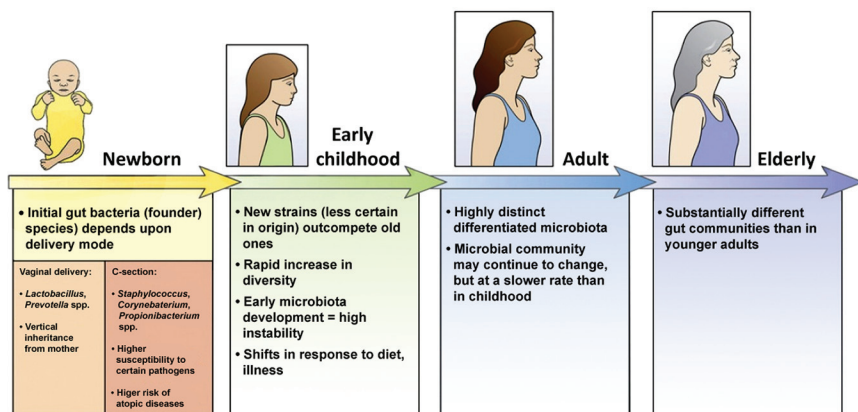 Newborn
Early
childhood
Adult
Elderly
• Initial gut bacteria (founder)
species) depends upon
delivery mode
Vaginal delivery:
• Lactobacillus,
Prevotella spp.
• Vertical
inheritance
from mother
C-section:
• Staphylococcus,
Corynebaterium,
Propionibacterium
spp.
• Higher
susceptibility to
certain pathogens
• Higer risk of
atopic diseases
• New strains (less certain
in origin) outcompete old
ones
• Rapid increase in
diversity
• Early microbiota
development = high
instability
• Shifts in response to diet,
illness
• Highly distinct
differentiated microbiota
• Microbial community
may continue to change,
but at a slower rate than
in childhood
• Substantially different
gut communities than in
younger adults